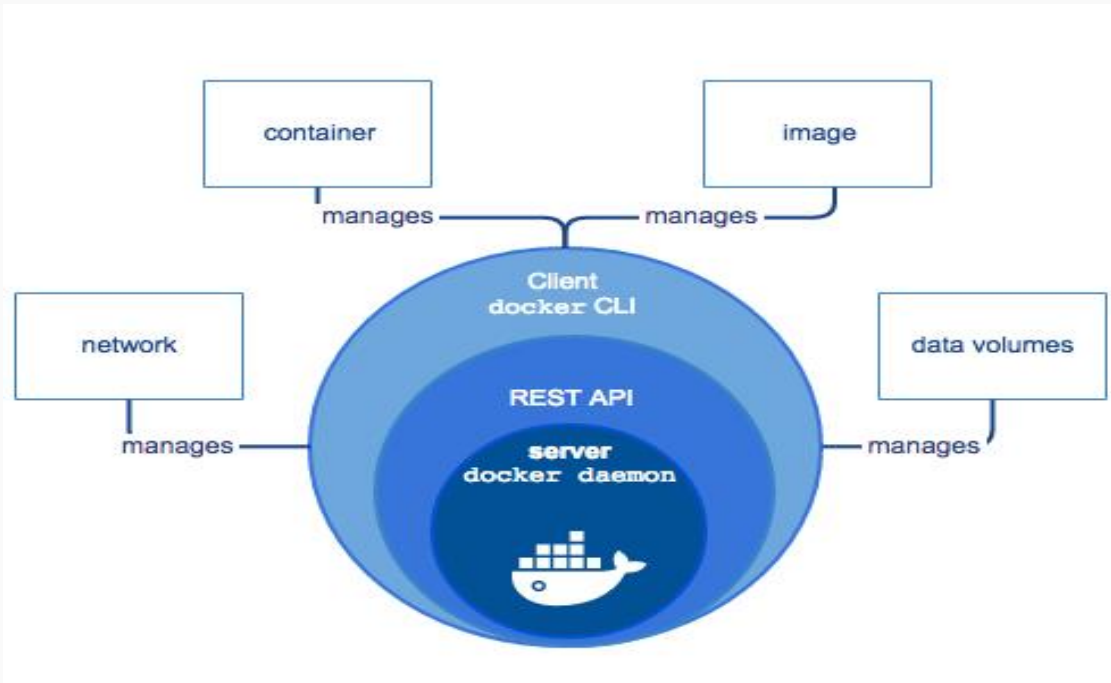 container
image
manages
manages
Client
docker CLI
network
data volumes
REST API
manages
manages
server
docker daemon